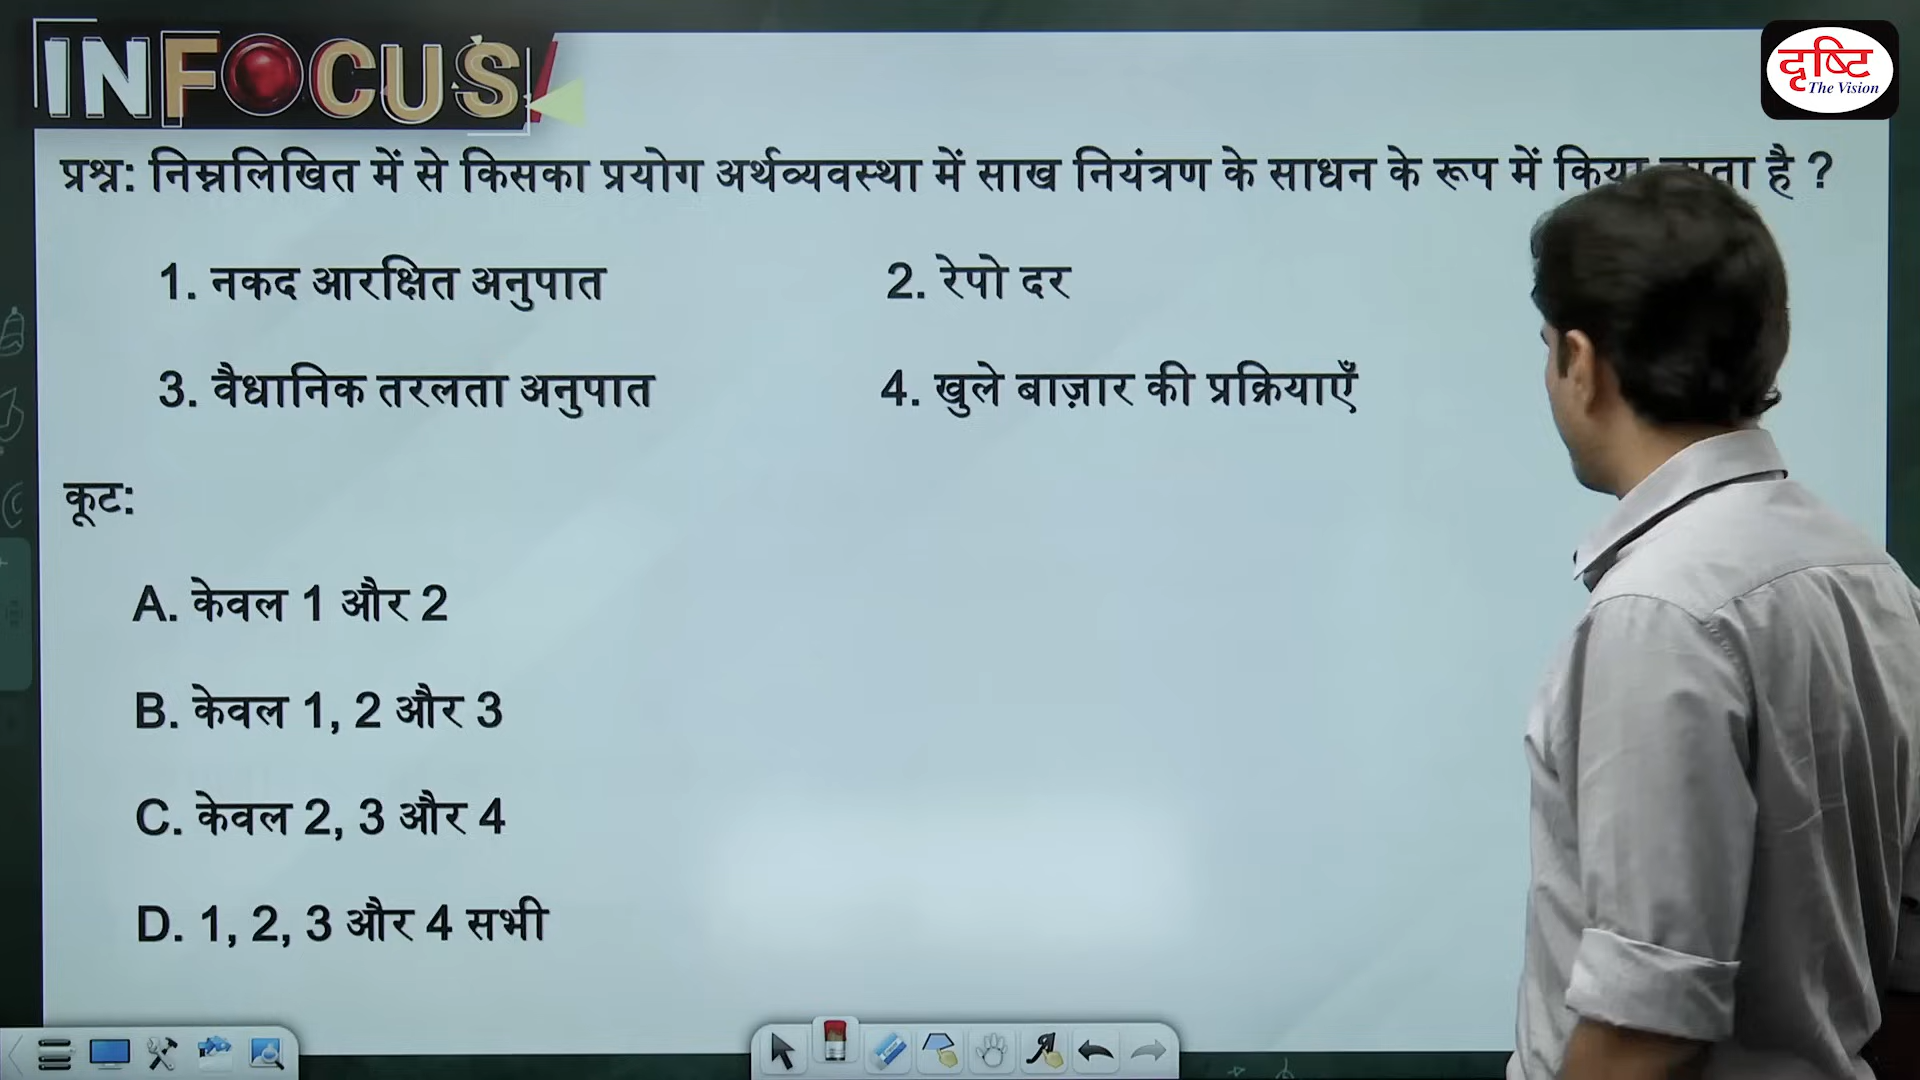 INFOCUS
दृष्टि
The Vision
प्रश्न: निम्नलिखित में से किसका प्रयोग अर्थव्यवस्था में साख नियंत्रण के साधन के रूप में किया है ?
1. नकद आरक्षित अनुपात
2. रेपो दर
3. वैधानिक तरलता अनुपात
4. खुले बाज़ार की प्रक्रियाएँ
कूट:
A. केवल 1 और 2
B. केवल 1, 2 और 3
C. केवल 2, 3 और 4
D. 1, 2, 3 और 4 सभी